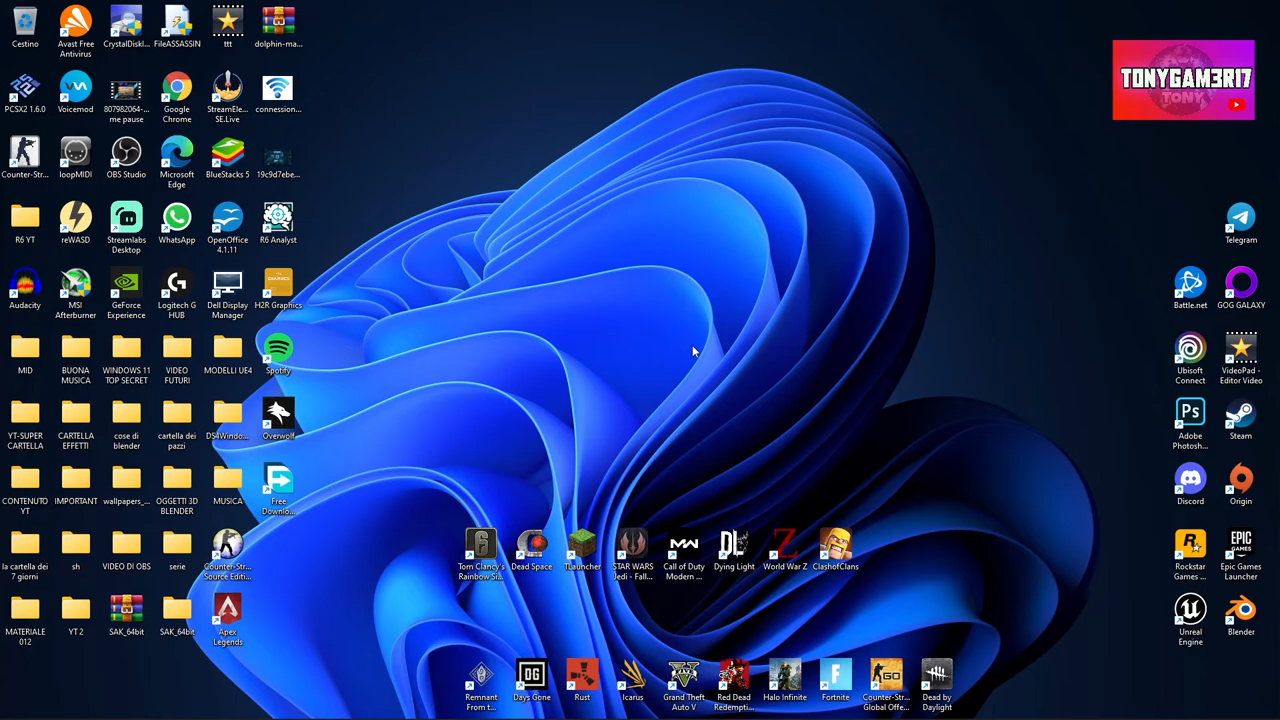 Cestino
Avast Free
Antivirus
CrystalDiskI...
FileASSASSIN
ttt
dolphin-ma...
TONYGAM3R17
TONY
PCSX2 1.6.0
Voicemod
807982064-...
me pause
Google
Chrome
StreamEle...
SE.Live
connession...
Counter-Str...
loopMIDI
OBS Studio
Microsoft
Edge
BlueStacks 5
19c9d7ebe...
R6 YT
reWASD
Streamlabs
Desktop
WhatsApp
OpenOffice
4.1.11
R6 Analyst
Telegram
Audacity
MSI
Afterburner
GeForce
Experience
Logitech G
HUB
Dell Display
Manager
H2R Graphics
Battle.net
GOG GALAXY
MID
BUONA
MUSICA
WINDOWS 11
TOP SECRET
VIDEO
FUTURI
MODELLI UE4
Spotify
Ubisoft
Connect
VideoPad -
Editor Video
YT-SUPER
CARTELLA
CARTELLA
EFFETTI
cose di
blender
cartella dei
pazzi
DS4Windo...
Overwolf
Ps
Adobe
Photosh...
Steam
CONTENUTO
YT
IMPORTANT
wallpapers_...
OGGETTI 3D
BLENDER
MUSICA
Free
Downlo...
Discord
Origin
la cartella dei
7 giorni
sh
VIDEO DI OBS
serie
Counter-Str...
Source Editi...
Tom Clancy's
Rainbow Si...
Dead Space
TLauncher
STAR WARS
Jedi - Fall...
Call of Duty
Modern ...
Dying Light
World War Z
ClashofClans
Rockstar
Games ...
Epic Games
Launcher
MATERIALE
012
YT 2
SAK_64bit
SAK_64bit
Apex
Legends
Unreal
Engine
Blender
Remnant
From t...
Days Gone
Rust
Icarus
Grand Theft
Auto V
Red Dead
Redempti...
Halo Infinite
Fortnite
Counter-Str...
Global Offe...
Dead by
Daylight